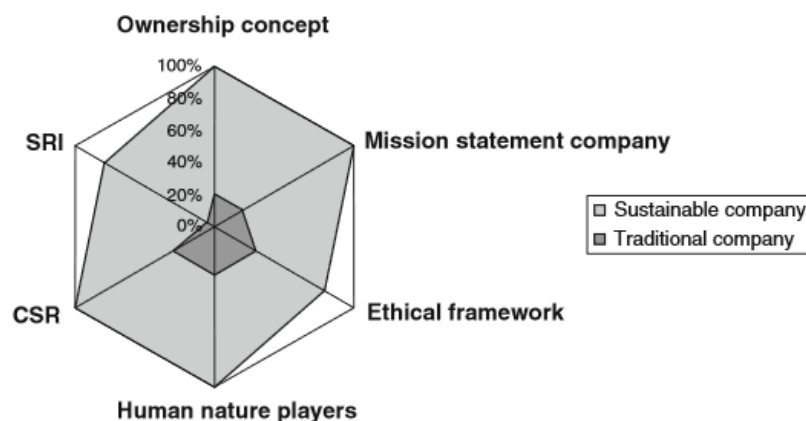 Ownership concept
100%
80%
60%
40%
20%
0%
SRI
Mission statement company
Sustainable company
Traditional company
CSR
Ethical framework
Human nature players